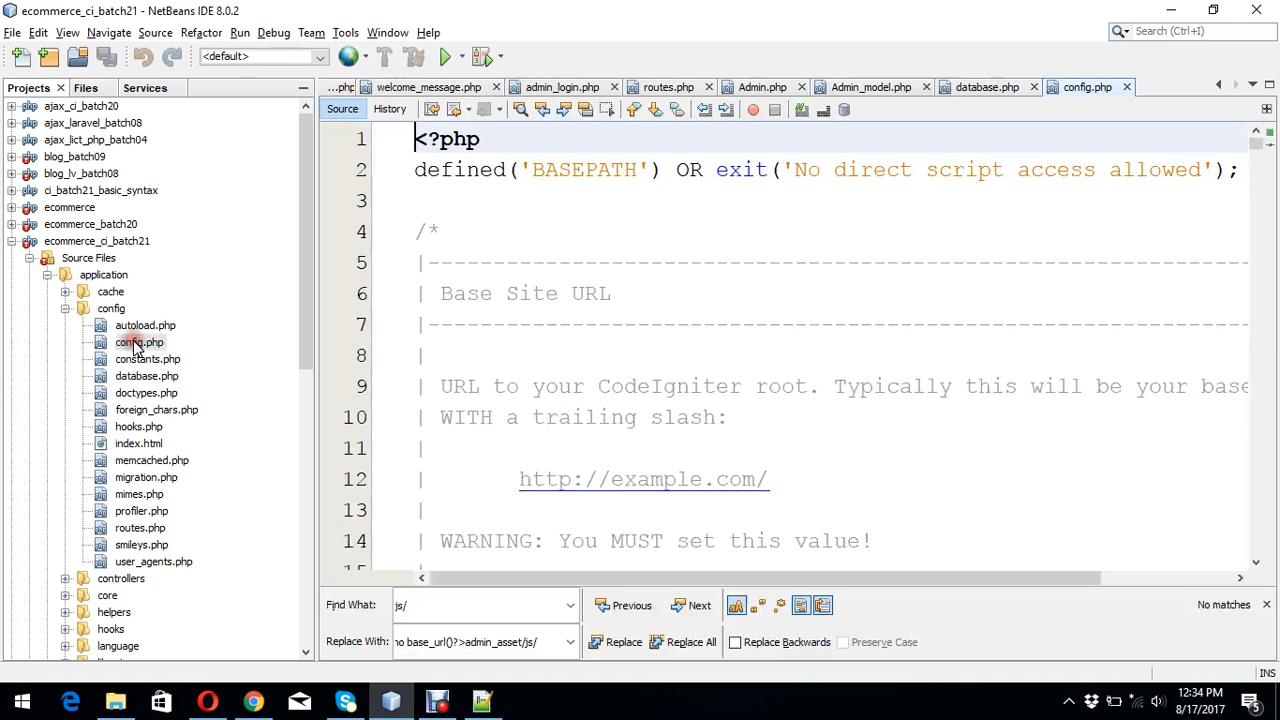 ecommerce_ci_batch21 - NetBeans IDE 8.0.2
File Edit View Navigate Source Refactor Run Debug Team Tools Window Help
Search (Ctrl+I)
<default>
Projects Files Services
...php welcome_message.php admin_login.php routes.php Admin.php Admin_model.php database.php config.php
Source History
ajax_ci_batch20
ajax_laravel_batch08
ajax_lict_php_batch04
blog_batch09
blog_lv_batch08
ci_batch21_basic_syntax
ecommerce
ecommerce_batch20
ecommerce_ci_batch21
Source Files
application
cache
config
autoload.php
config.php
constants.php
database.php
doctypes.php
foreign_chars.php
hooks.php
index.html
memcached.php
migration.php
mimes.php
profiler.php
routes.php
smileys.php
user_agents.php
controllers
core
helpers
hooks
language
1 <?php
2 defined('BASEPATH') OR exit('No direct script access allowed');
3
4 /*
5 |--------------------------------------------------------------
6 | Base Site URL
7 |--------------------------------------------------------------
8 |
9 | URL to your CodeIgniter root. Typically this will be your base
10 | WITH a trailing slash:
11 |
12 | http://example.com/
13 |
14 | WARNING: You MUST set this value!
15
Find What: js/ Previous Next No matches
Replace With: no base_url()?>admin_asset/js/ Replace Replace All Replace Backwards Preserve Case
INS
12:34 PM
8/17/2017
5